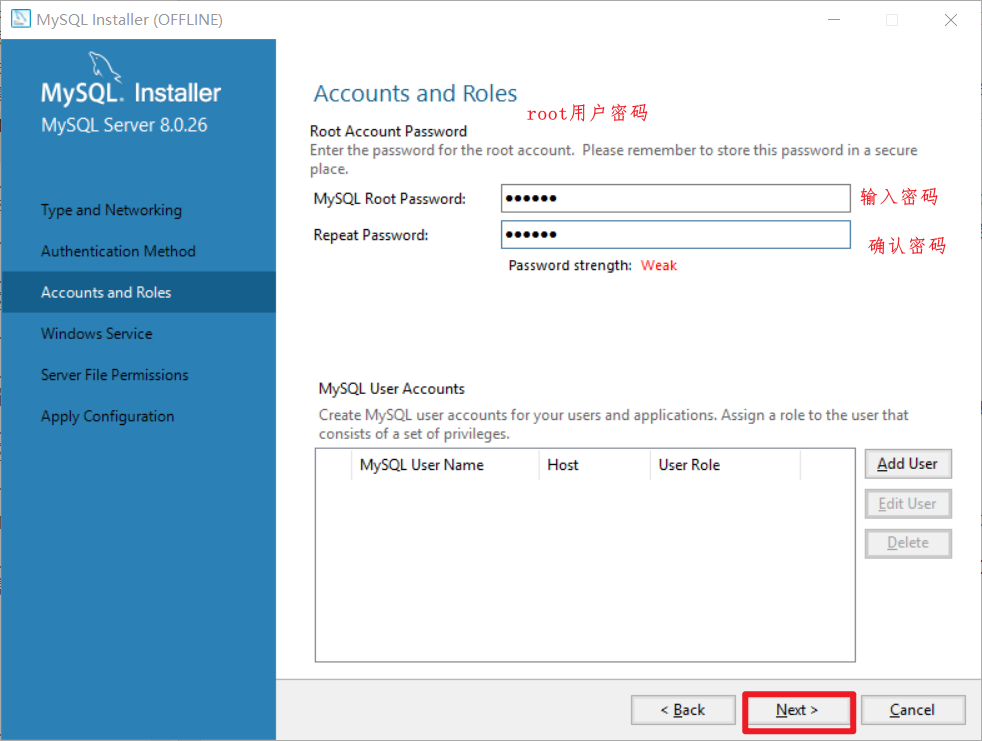 MySQL Installer (OFFLINE)
MySQL. Installer
MySQL Server 8.0.26
Type and Networking
Authentication Method
Accounts and Roles
Windows Service
Server File Permissions
Apply Configuration
Accounts and Roles
root用户密码
Root Account Password
Enter the password for the root account. Please remember to store this password in a secure
place.
MySQL Root Password: ●●●●●● 输入密码
Repeat Password: ●●●●●● 确认密码
Password strength: Weak
MySQL User Accounts
Create MySQL user accounts for your users and applications. Assign a role to the user that
consists of a set of privileges.
MySQL User Name Host User Role
Add User
Edit User
Delete
< Back Next > Cancel